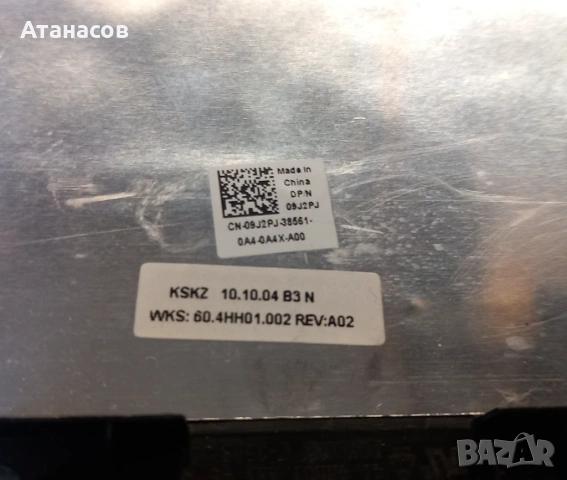 Атанасов
Made In
China
DP/N
09J2PJ
CN-09J2PJ-38561-
0A4-0A4X-A00
KSKZ 10.10.04 B3 N
WKS: 60.4HH01.002 REV:A02
BAZAR